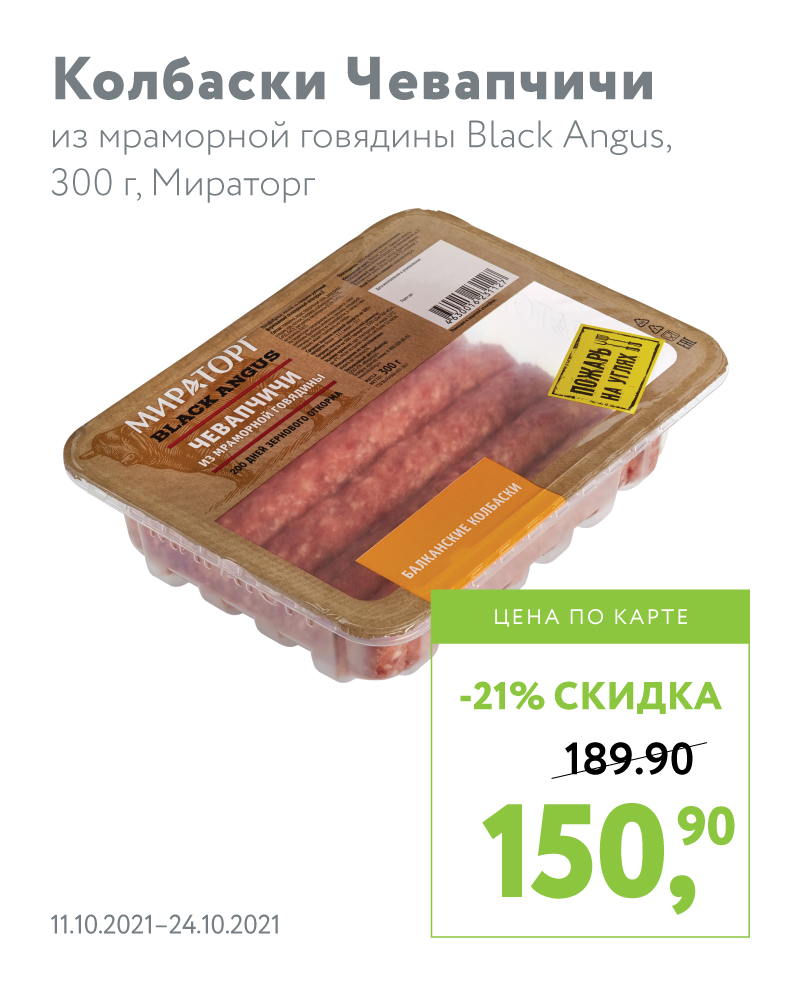 Колбаски Чевапчичи
из мраморной говядины Black Angus,
300 г, Мираторг
МИРАТОРГ
BLACK ANGUS
ЧЕВАПЧИЧИ
ИЗ МРАМОРНОЙ ГОВЯДИНЫ
200 ДНЕЙ ЗЕРНОВОГО ОТКОРМА
300 г
ПОЖАРЬ
НА УГЛЯХ
БАЛКАНСКИЕ КОЛБАСКИ
ЦЕНА ПО КАРТЕ
-21% СКИДКА
189.90
150,90
11.10.2021–24.10.2021